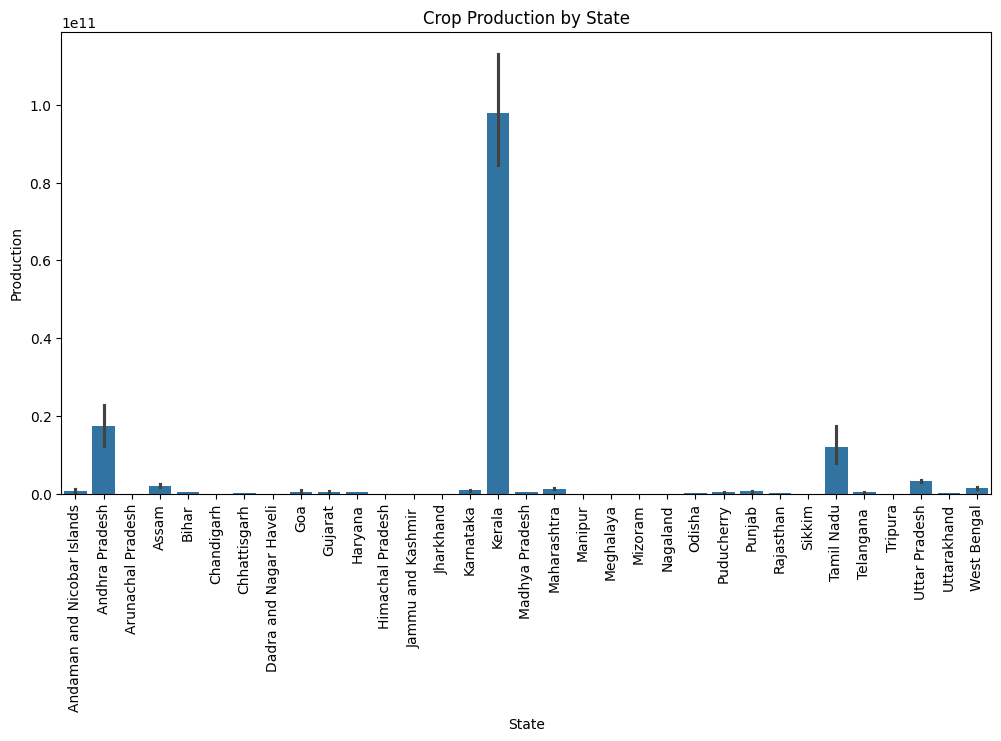 Crop Production by State
1e11
Production
1.0
0.8
0.6
0.4
0.2
0.0
Andaman and Nicobar Islands
Andhra Pradesh
Arunachal Pradesh
Assam
Bihar
Chandigarh
Chhattisgarh
Dadra and Nagar Haveli
Goa
Gujarat
Haryana
Himachal Pradesh
Jammu and Kashmir
Jharkhand
Karnataka
Kerala
Madhya Pradesh
Maharashtra
Manipur
Meghalaya
Mizoram
Nagaland
Odisha
Puducherry
Punjab
Rajasthan
Sikkim
Tamil Nadu
Telangana
Tripura
Uttar Pradesh
Uttarakhand
West Bengal
State